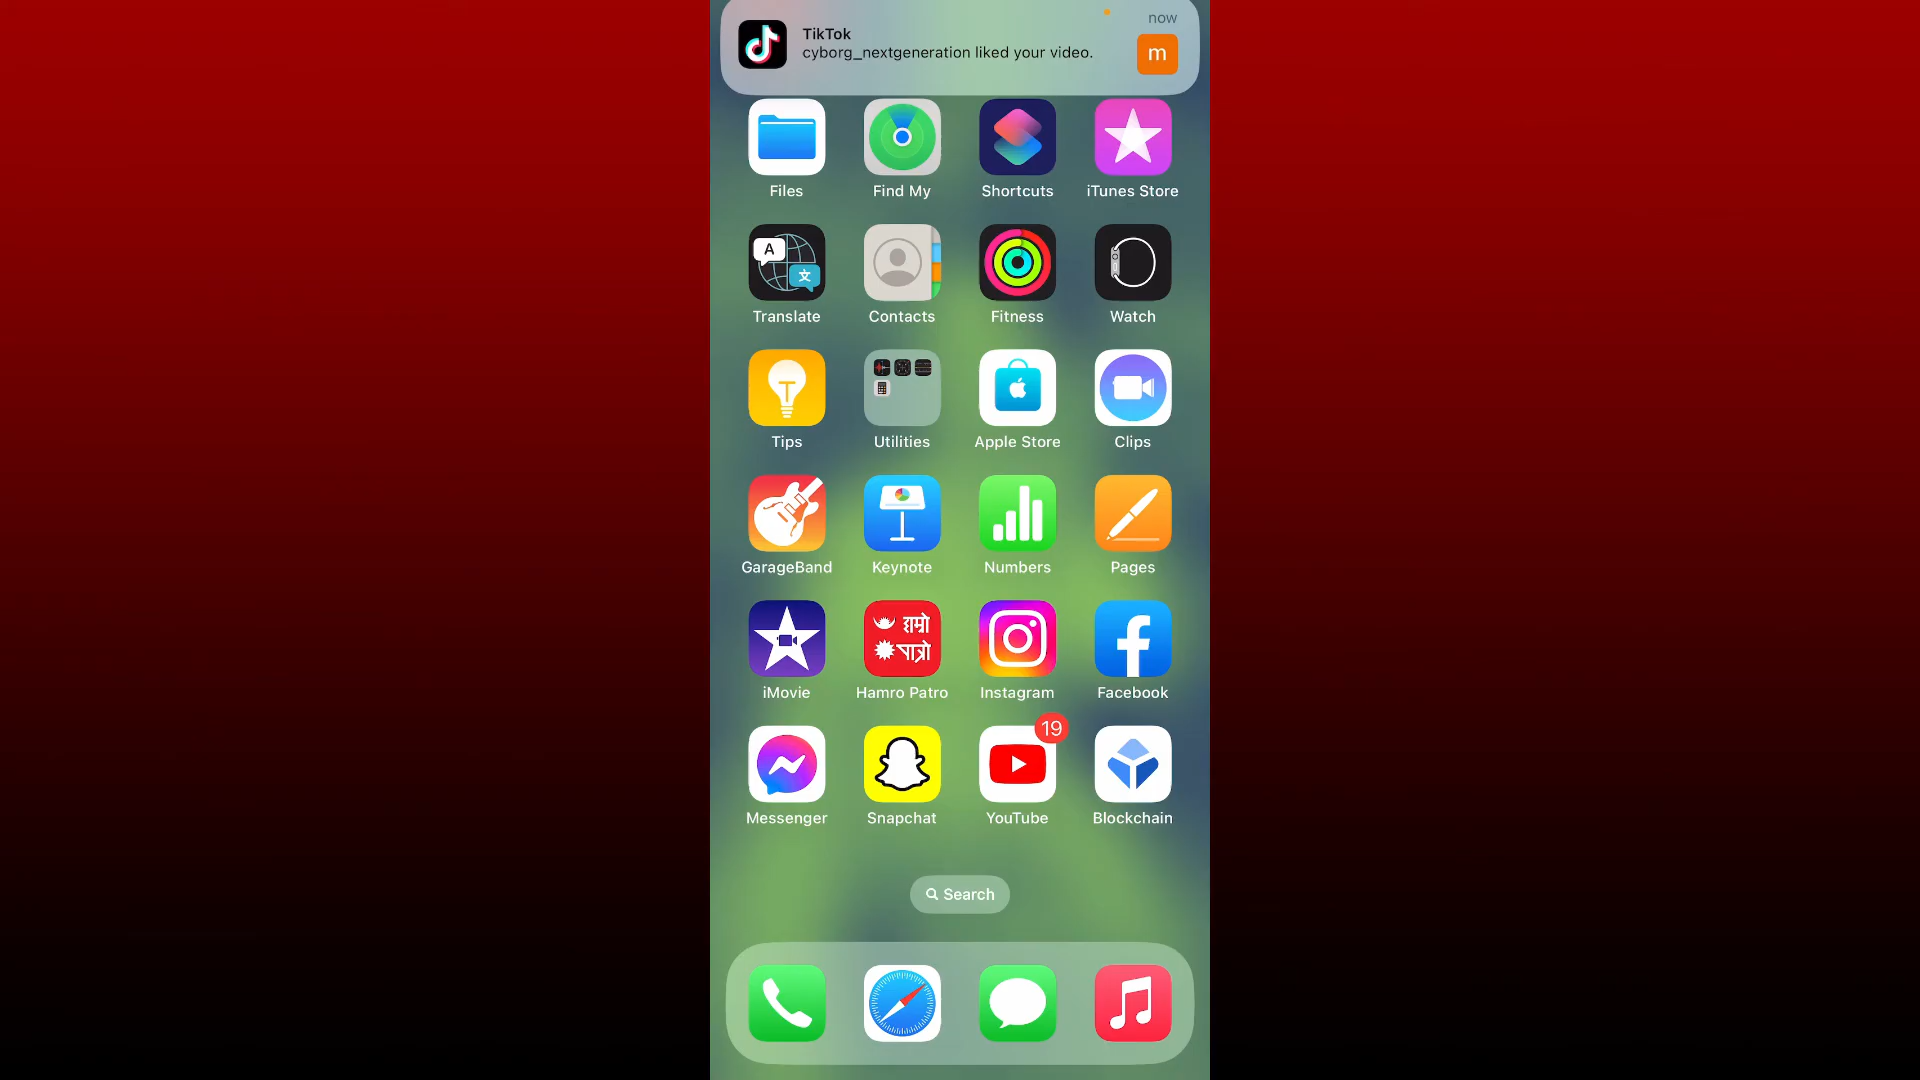 now
TikTok
cyborg_nextgeneration liked your video.
m
Files
Find My
Shortcuts
iTunes Store
A
文
Translate
Contacts
Fitness
Watch
Tips
Utilities
Apple Store
Clips
GarageBand
Keynote
Numbers
Pages
हाम्रो
पात्रो
iMovie
Hamro Patro
Instagram
Facebook
19
Messenger
Snapchat
YouTube
Blockchain
Search